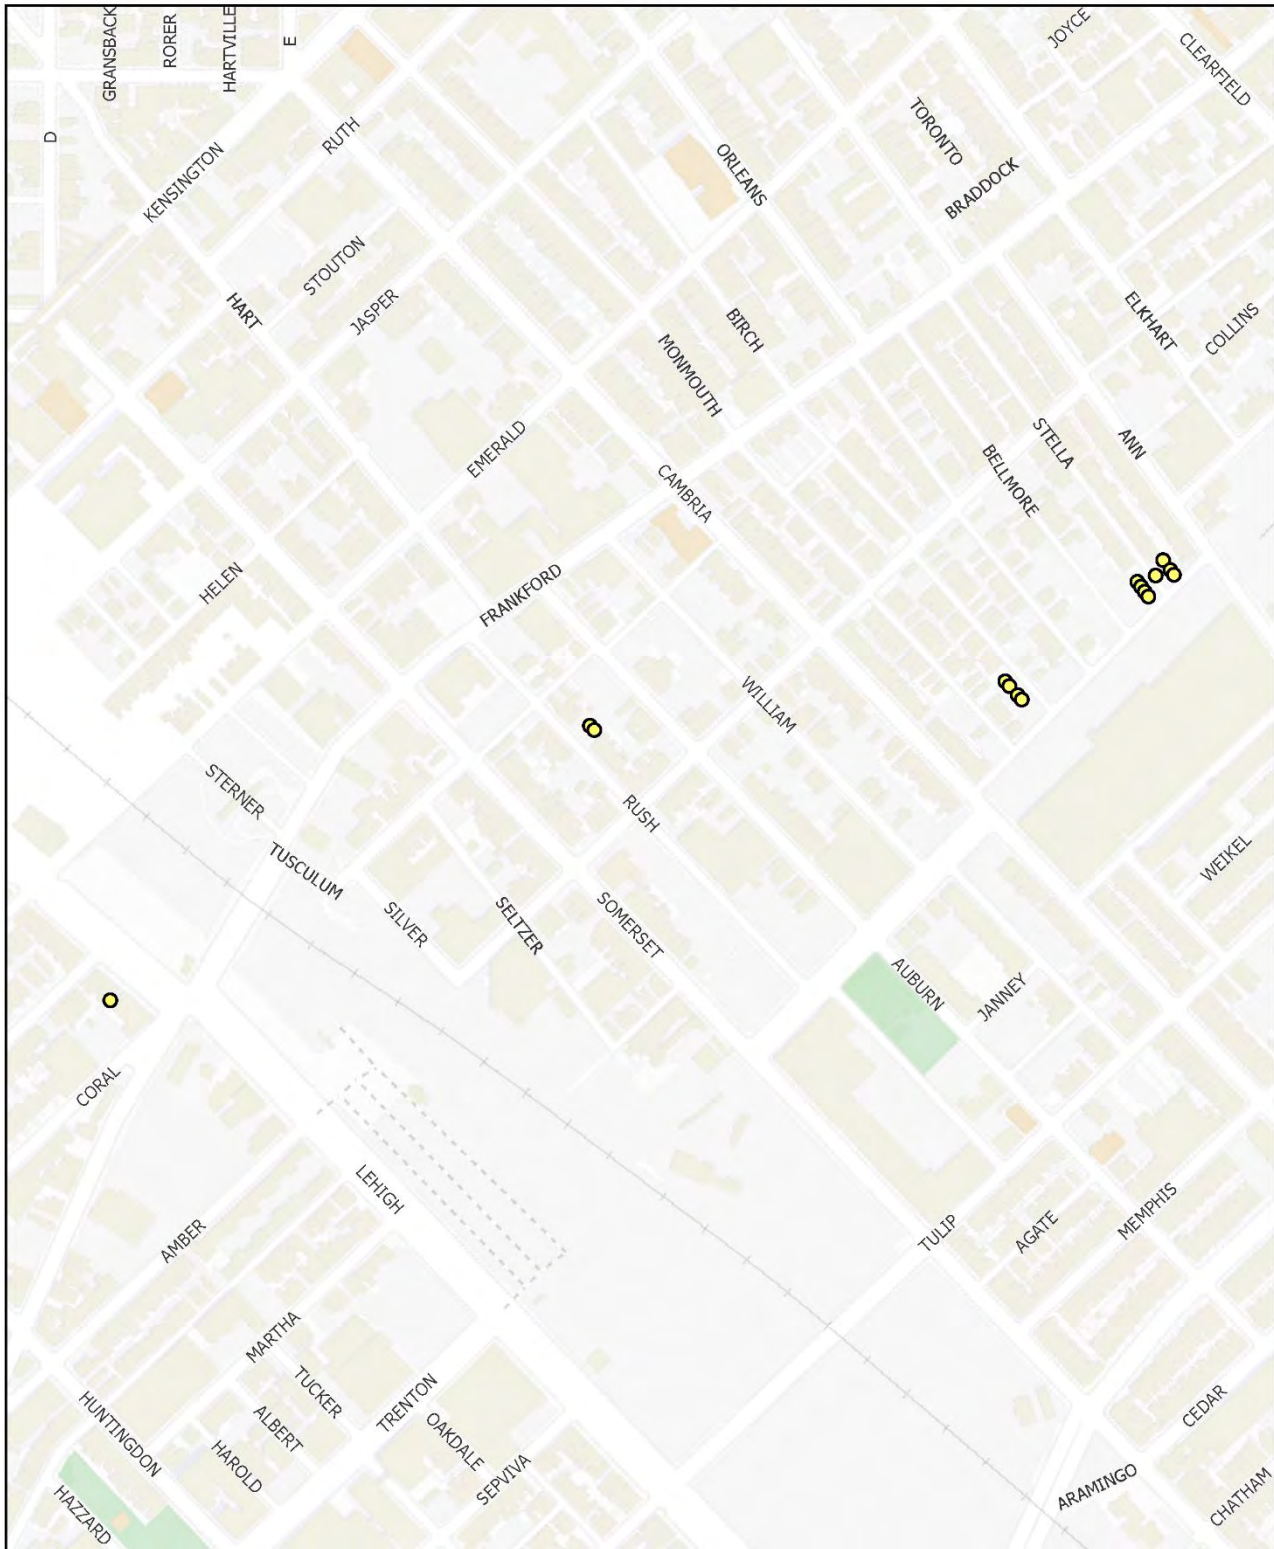 GRANSBACK
RORER
HARTVILLE
E
JOYCE
CLEARFIELD
D
RUTH
TORONTO
KENSINGTON
ORLEANS
BRADDOCK
STOUTON
HART
JASPER
BIRCH
ELKHART
COLLINS
MONMOUTH
EMERALD
STELLA
ANN
BELLMORE
CAMBRIA
HELEN
FRANKFORD
WILLIAM
STERNER
RUSH
TUSCULUM
WEIKEL
SILVER
SELTZER
SOMERSET
AUBURN
JANNEY
CORAL
LEHIGH
AMBER
TULIP
AGATE
MEMPHIS
MARTHA
TUCKER
TRENTON
CEDAR
HUNTINGDON
ALBERT
OAKDALE
HAROLD
SEPVIVA
ARAMINGO
CHATHAM
HAZZARD